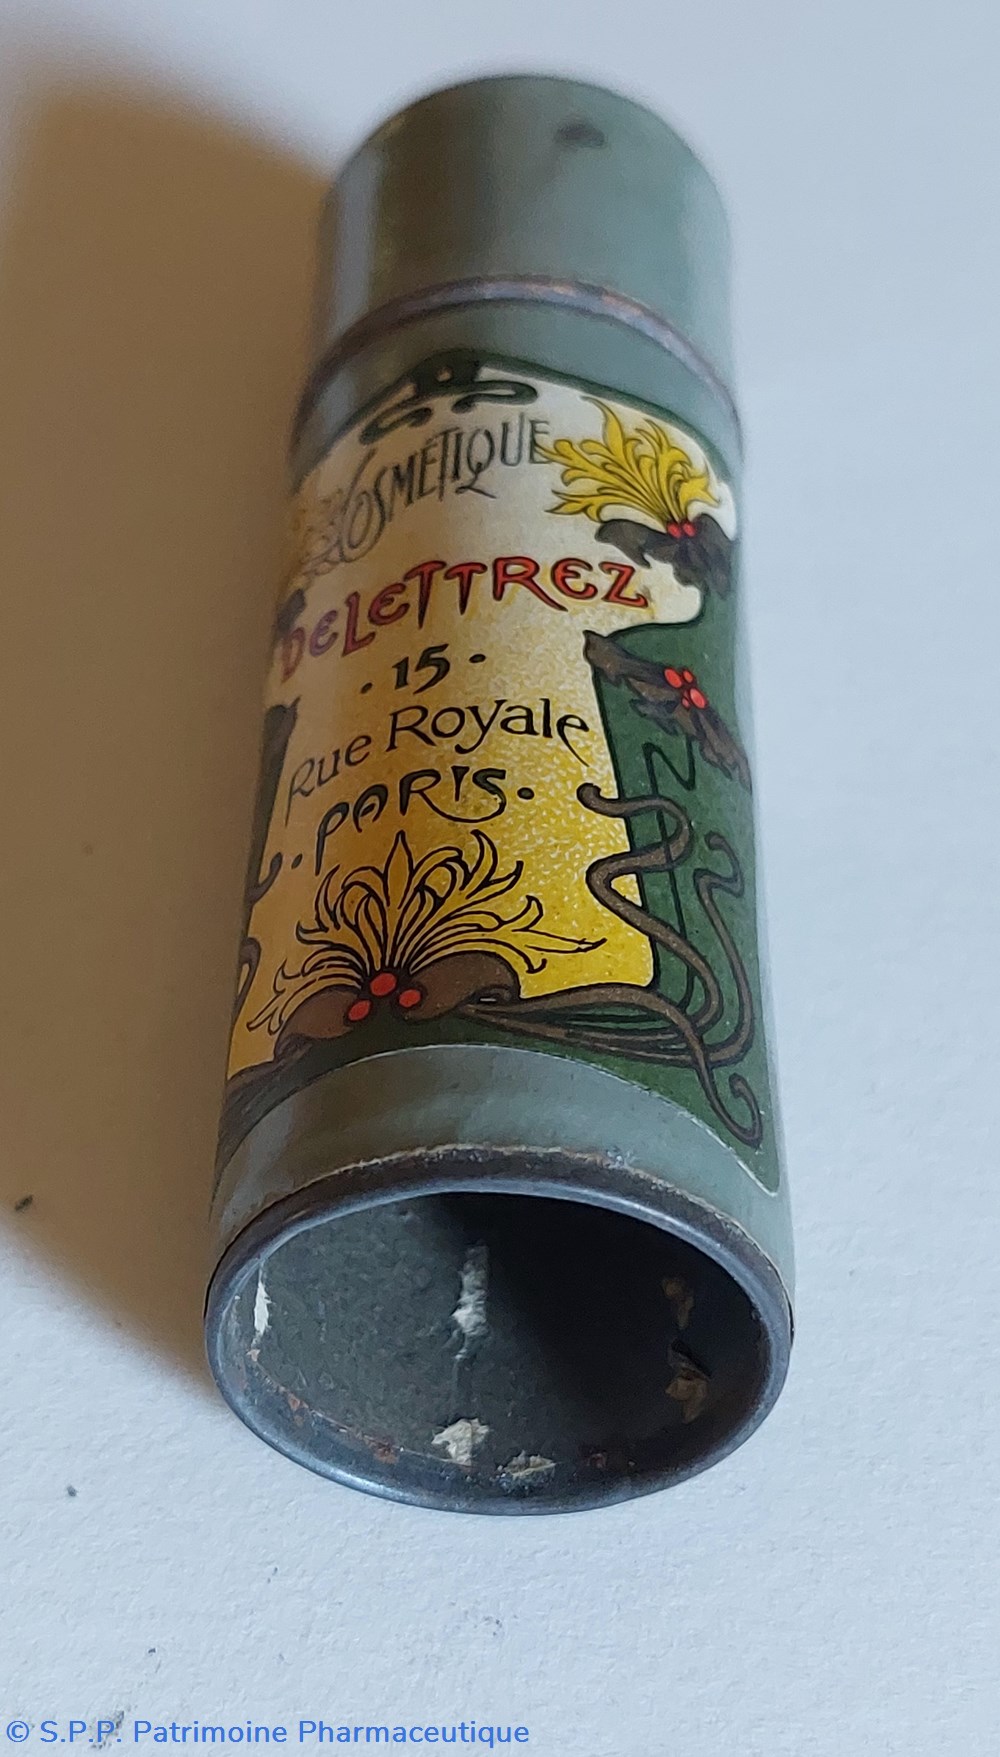 Cosmétique
DELETTREZ
· 15 ·
Rue Royale
· PARIS ·
© S.P.P. Patrimoine Pharmaceutique